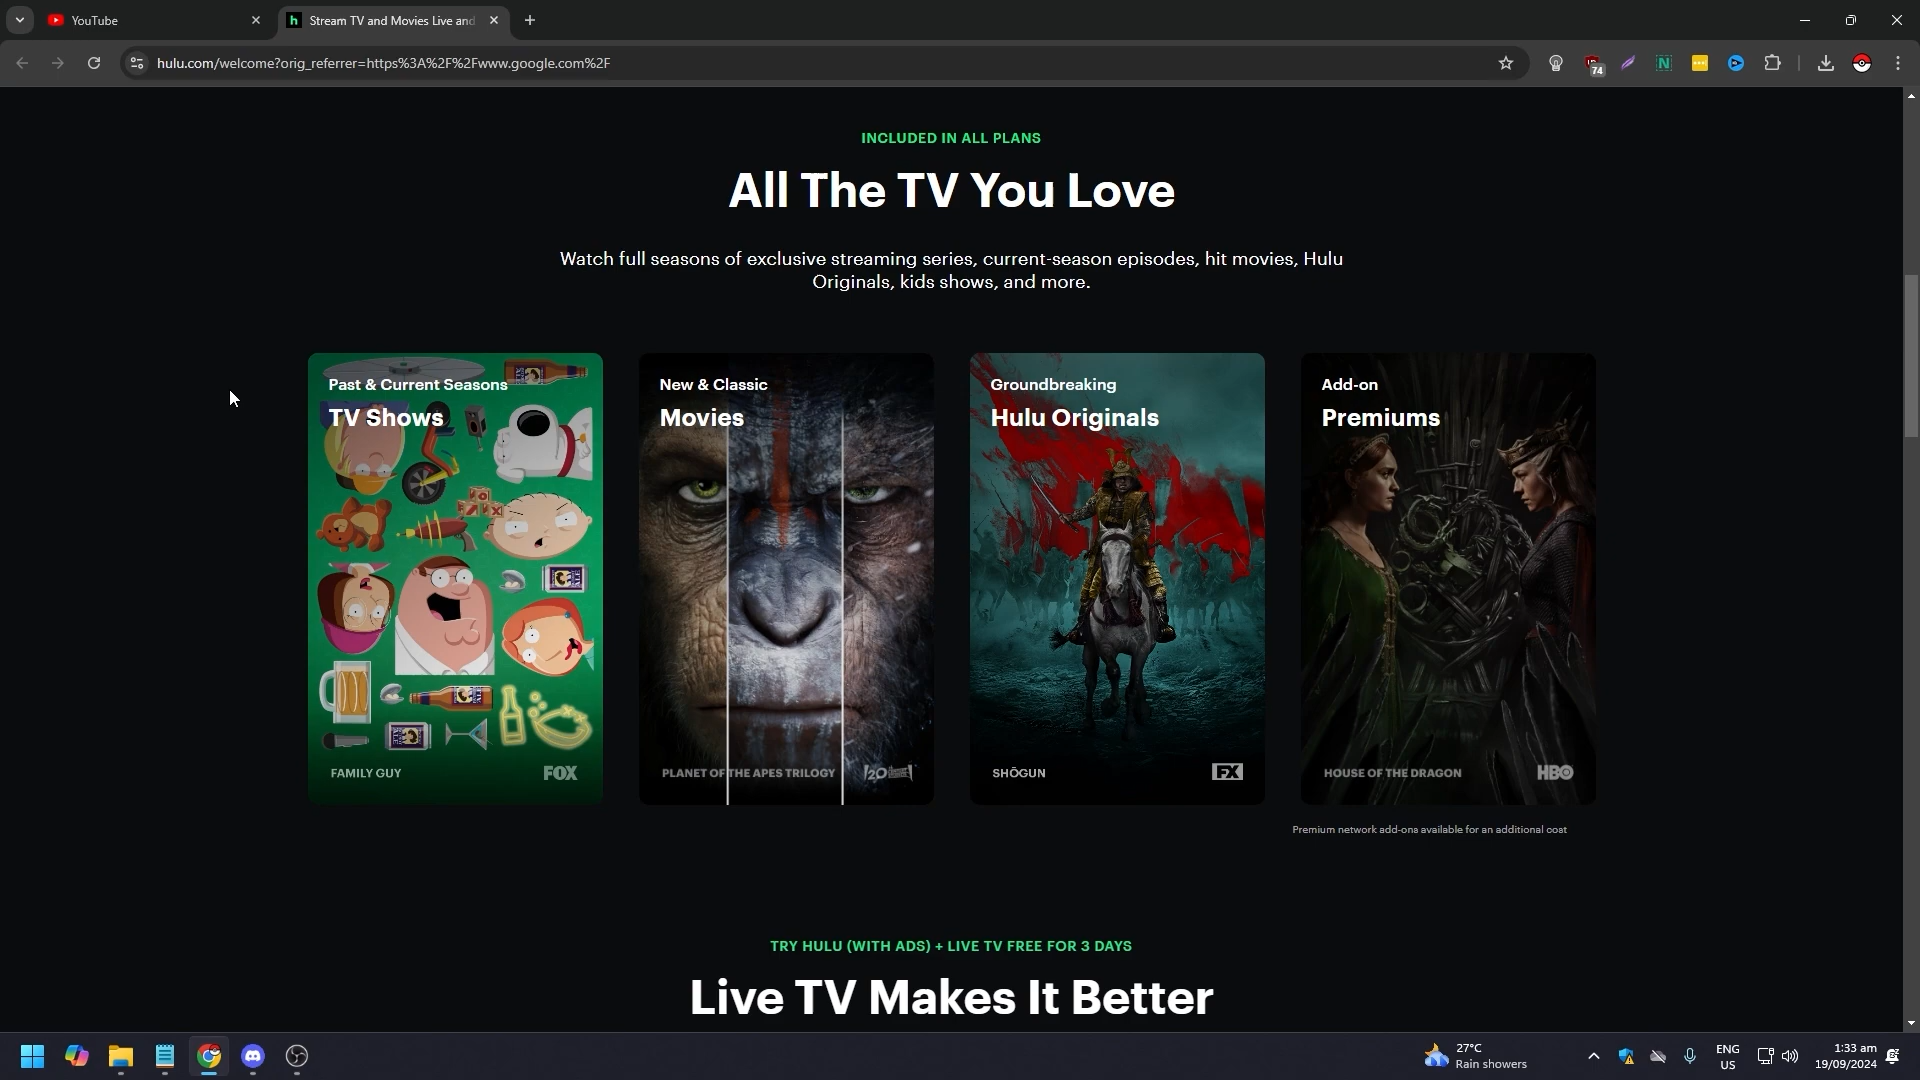 YouTube
Stream TV and Movies Live and
hulu.com/welcome?orig_referrer=https%3A%2F%2Fwww.google.com%2F
74
INCLUDED IN ALL PLANS
All The TV You Love
Watch full seasons of exclusive streaming series, current-season episodes, hit movies, Hulu
Originals, kids shows, and more.
Past & Current Seasons
TV Shows
FAMILY GUY
FOX
New & Classic
Movies
PLANET OF THE APES TRILOGY
20
Groundbreaking
Hulu Originals
SHŌGUN
FX
Add-on
Premiums
HOUSE OF THE DRAGON
HBO
Premium network add-ons available for an additional cost
TRY HULU (WITH ADS) + LIVE TV FREE FOR 3 DAYS
Live TV Makes It Better
27°C
Rain showers
ENG
US
1:33 am
19/09/2024